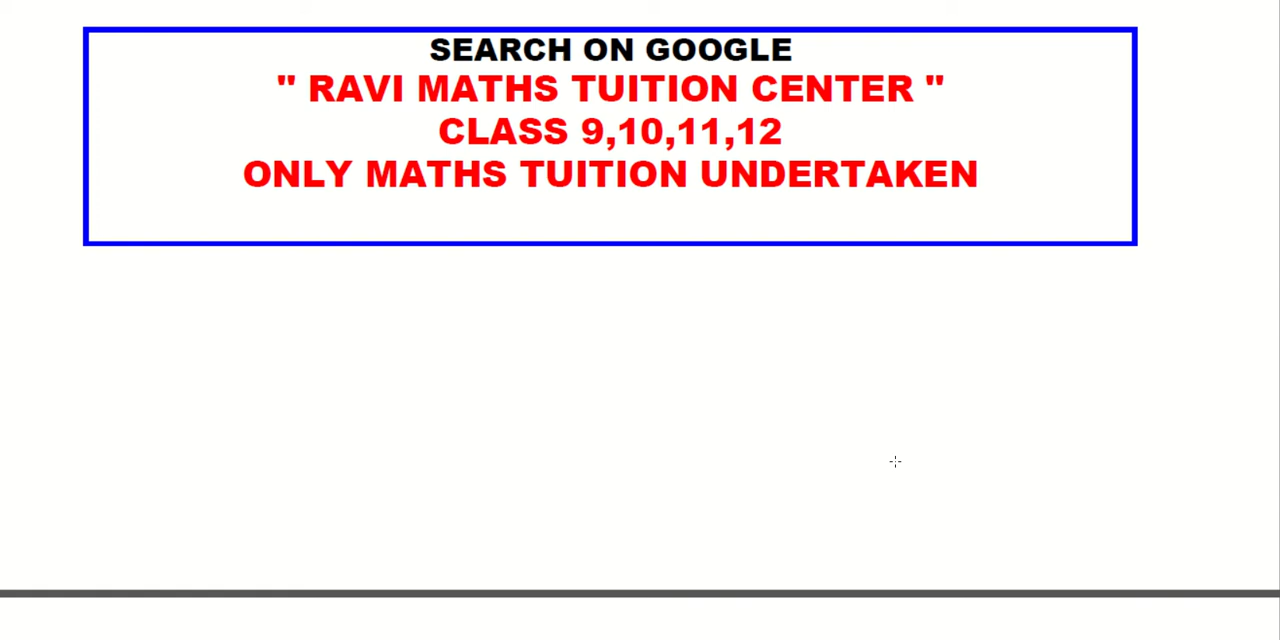 SEARCH ON GOOGLE
" RAVI MATHS TUITION CENTER "
CLASS 9,10,11,12
ONLY MATHS TUITION UNDERTAKEN